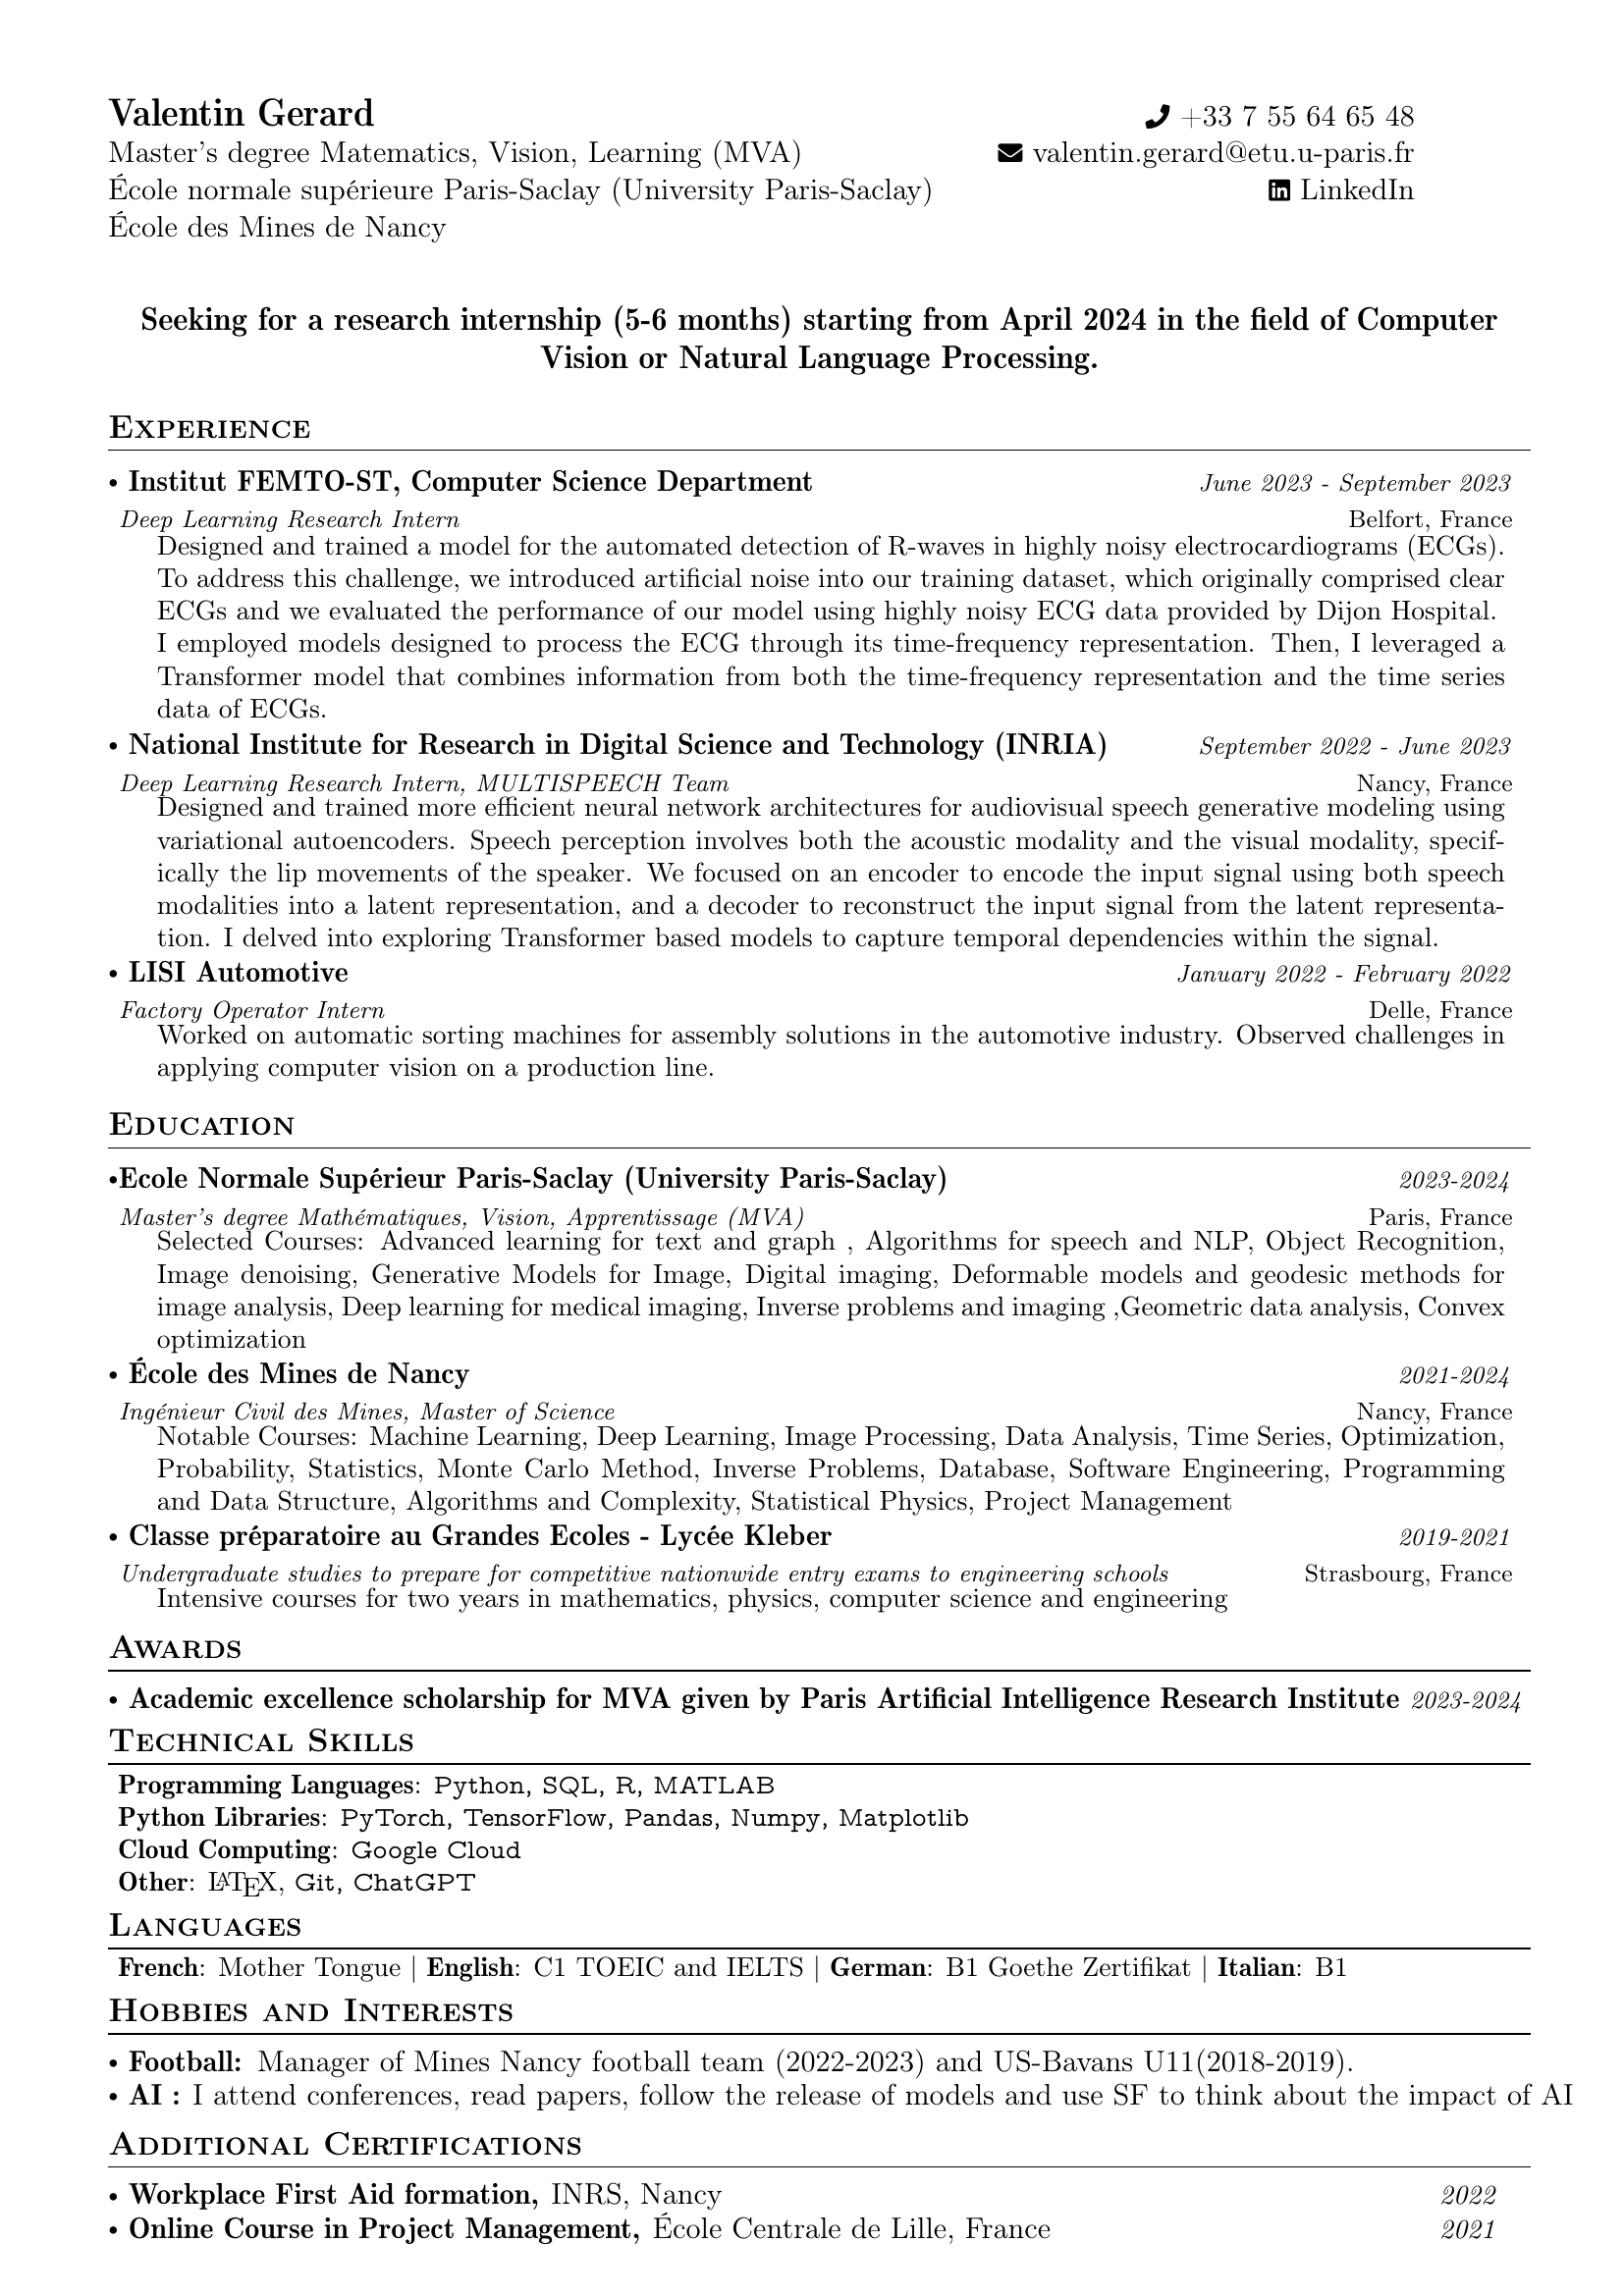 Valentin Gerard
+33 7 55 64 65 48
Master's degree Matematics, Vision, Learning (MVA)
valentin.gerard@etu.u-paris.fr
École normale supérieure Paris-Saclay (University Paris-Saclay)
LinkedIn
École des Mines de Nancy
Seeking for a research internship (5-6 months) starting from April 2024 in the field of Computer
Vision or Natural Language Processing.
Experience
• Institut FEMTO-ST, Computer Science Department June 2023 - September 2023
Deep Learning Research Intern Belfort, France
Designed and trained a model for the automated detection of R-waves in highly noisy electrocardiograms (ECGs).
To address this challenge, we introduced artificial noise into our training dataset, which originally comprised clear
ECGs and we evaluated the performance of our model using highly noisy ECG data provided by Dijon Hospital.
I employed models designed to process the ECG through its time-frequency representation. Then, I leveraged a
Transformer model that combines information from both the time-frequency representation and the time series
data of ECGs.
• National Institute for Research in Digital Science and Technology (INRIA) September 2022 - June 2023
Deep Learning Research Intern, MULTISPEECH Team Nancy, France
Designed and trained more efficient neural network architectures for audiovisual speech generative modeling using
variational autoencoders. Speech perception involves both the acoustic modality and the visual modality, specif-
ically the lip movements of the speaker. We focused on an encoder to encode the input signal using both speech
modalities into a latent representation, and a decoder to reconstruct the input signal from the latent representa-
tion. I delved into exploring Transformer based models to capture temporal dependencies within the signal.
• LISI Automotive January 2022 - February 2022
Factory Operator Intern Delle, France
Worked on automatic sorting machines for assembly solutions in the automotive industry. Observed challenges in
applying computer vision on a production line.
Education
•Ecole Normale Supérieur Paris-Saclay (University Paris-Saclay) 2023-2024
Master's degree Mathématiques, Vision, Apprentissage (MVA) Paris, France
Selected Courses: Advanced learning for text and graph , Algorithms for speech and NLP, Object Recognition,
Image denoising, Generative Models for Image, Digital imaging, Deformable models and geodesic methods for
image analysis, Deep learning for medical imaging, Inverse problems and imaging ,Geometric data analysis, Convex
optimization
• École des Mines de Nancy 2021-2024
Ingénieur Civil des Mines, Master of Science Nancy, France
Notable Courses: Machine Learning, Deep Learning, Image Processing, Data Analysis, Time Series, Optimization,
Probability, Statistics, Monte Carlo Method, Inverse Problems, Database, Software Engineering, Programming
and Data Structure, Algorithms and Complexity, Statistical Physics, Project Management
• Classe préparatoire au Grandes Ecoles - Lycée Kleber 2019-2021
Undergraduate studies to prepare for competitive nationwide entry exams to engineering schools Strasbourg, France
Intensive courses for two years in mathematics, physics, computer science and engineering
Awards
• Academic excellence scholarship for MVA given by Paris Artificial Intelligence Research Institute 2023-2024
Technical Skills
Programming Languages: Python, SQL, R, MATLAB
Python Libraries: PyTorch, TensorFlow, Pandas, Numpy, Matplotlib
Cloud Computing: Google Cloud
Other: LATEX, Git, ChatGPT
Languages
French: Mother Tongue | English: C1 TOEIC and IELTS | German: B1 Goethe Zertifikat | Italian: B1
Hobbies and Interests
• Football: Manager of Mines Nancy football team (2022-2023) and US-Bavans U11(2018-2019).
• AI : I attend conferences, read papers, follow the release of models and use SF to think about the impact of AI
Additional Certifications
• Workplace First Aid formation, INRS, Nancy 2022
• Online Course in Project Management, École Centrale de Lille, France 2021